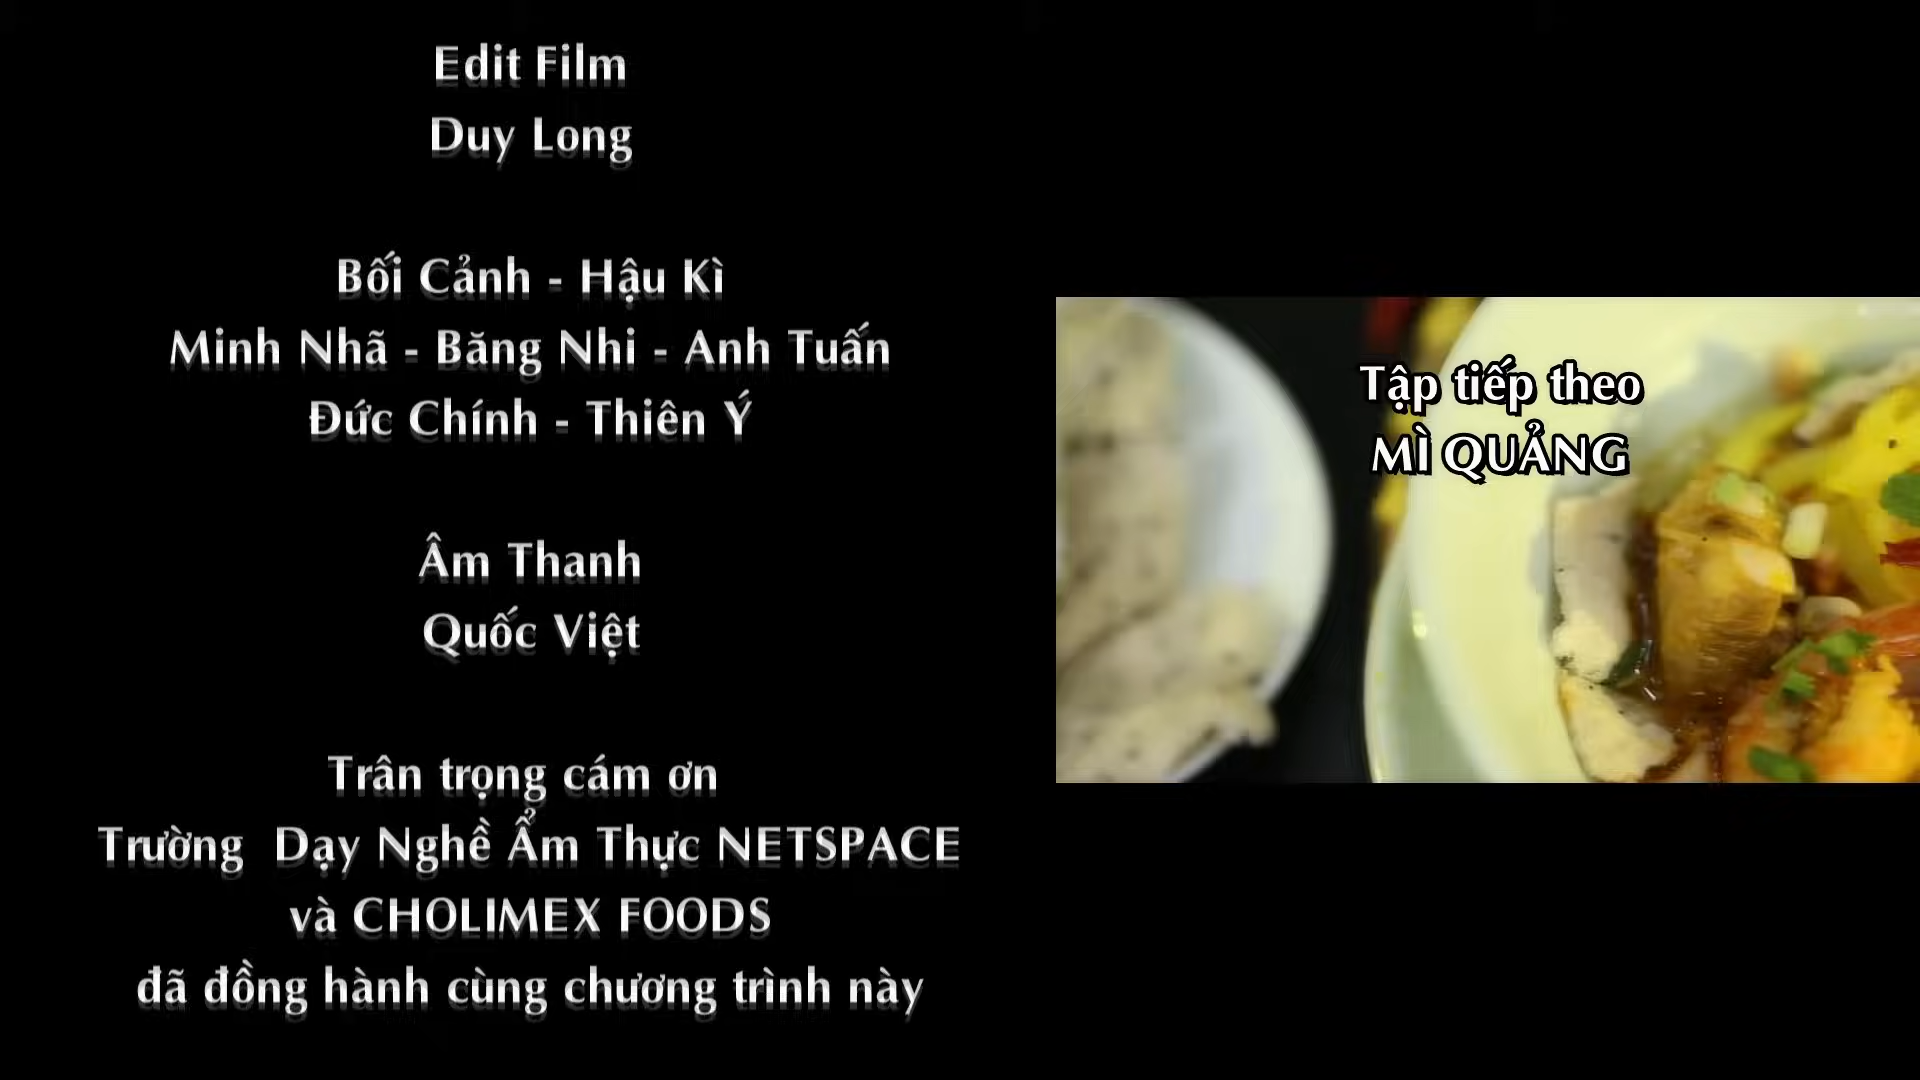 Edit Film
Duy Long
Bối Cảnh - Hậu Kì
Minh Nhã - Băng Nhi - Anh Tuấn
Đức Chính - Thiên Ý
Âm Thanh
Quốc Việt
Trân trọng cám ơn
Trường Dạy Nghề Ẩm Thực NETSPACE
và CHOLIMEX FOODS
đã đồng hành cùng chương trình này
Tập tiếp theo
MÌ QUẢNG